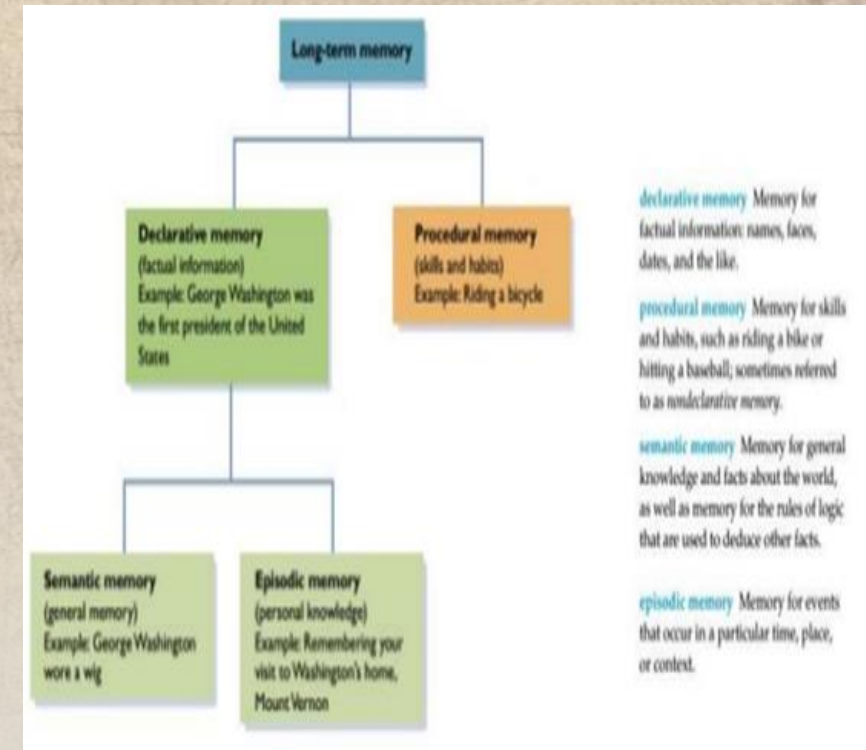 Long-term memory
Declarative memory
(factual information)
Example: George Washington was
the first president of the United
States
Procedural memory
(skills and habits)
Example: Riding a bicycle
Semantic memory
(general memory)
Example: George Washington
wore a wig
Episodic memory
(personal knowledge)
Example: Remembering your
visit to Washington's home,
Mount Vernon
declarative memory Memory for
factual information: names, faces,
dates, and the like.
procedural memory Memory for skills
and habits, such as riding a bike or
hitting a baseball; sometimes referred
to as nondeclarative memory.
semantic memory Memory for general
knowledge and facts about the world,
as well as memory for the rules of logic
that are used to deduce other facts.
episodic memory Memory for events
that occur in a particular time, place,
or context.